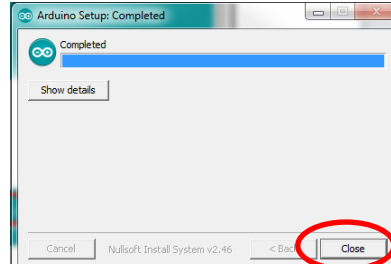 Arduino Setup: Completed
Completed
Show details
Cancel Nullsoft Install System v2.46 < Back Close